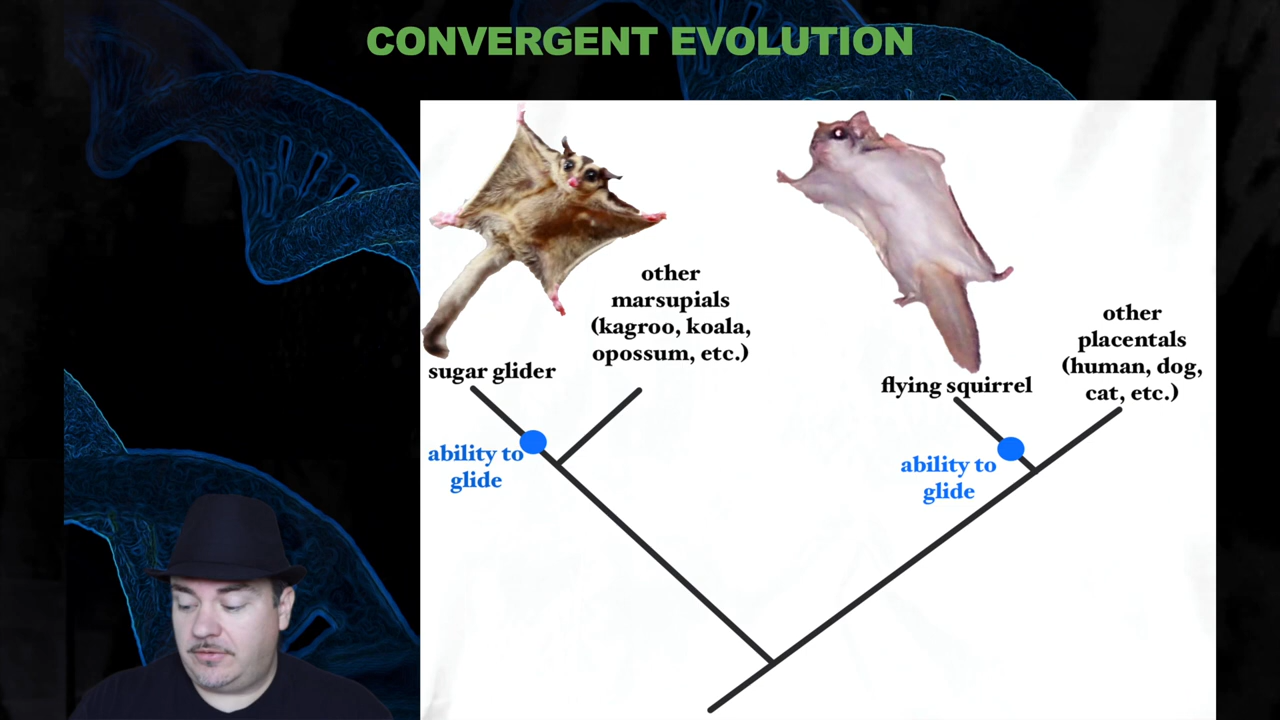 CONVERGENT EVOLUTION
other
marsupials
(kagroo, koala,
opossum, etc.)
sugar glider
ability to
glide
other
placentals
(human, dog,
cat, etc.)
flying squirrel
ability to
glide